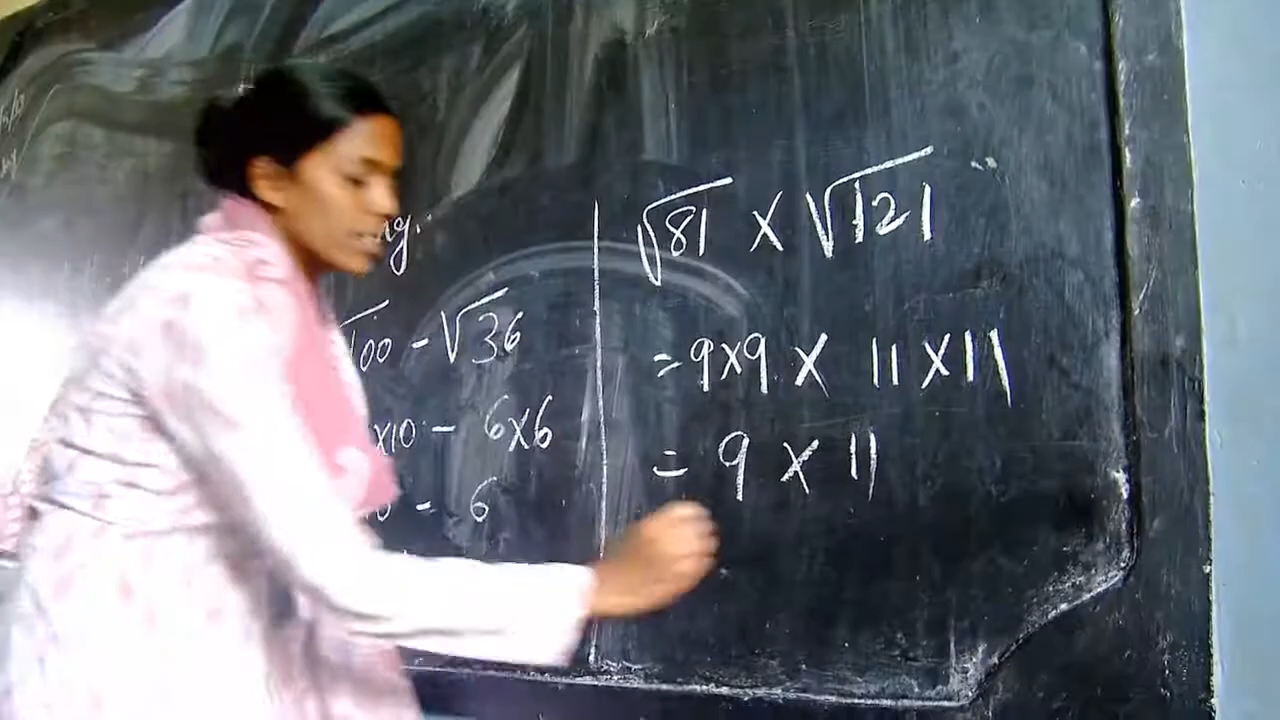 √100 - √36
x10 - 6x6
- 6
√81 X √121
= 9x9 X 11X11
= 9 X 11